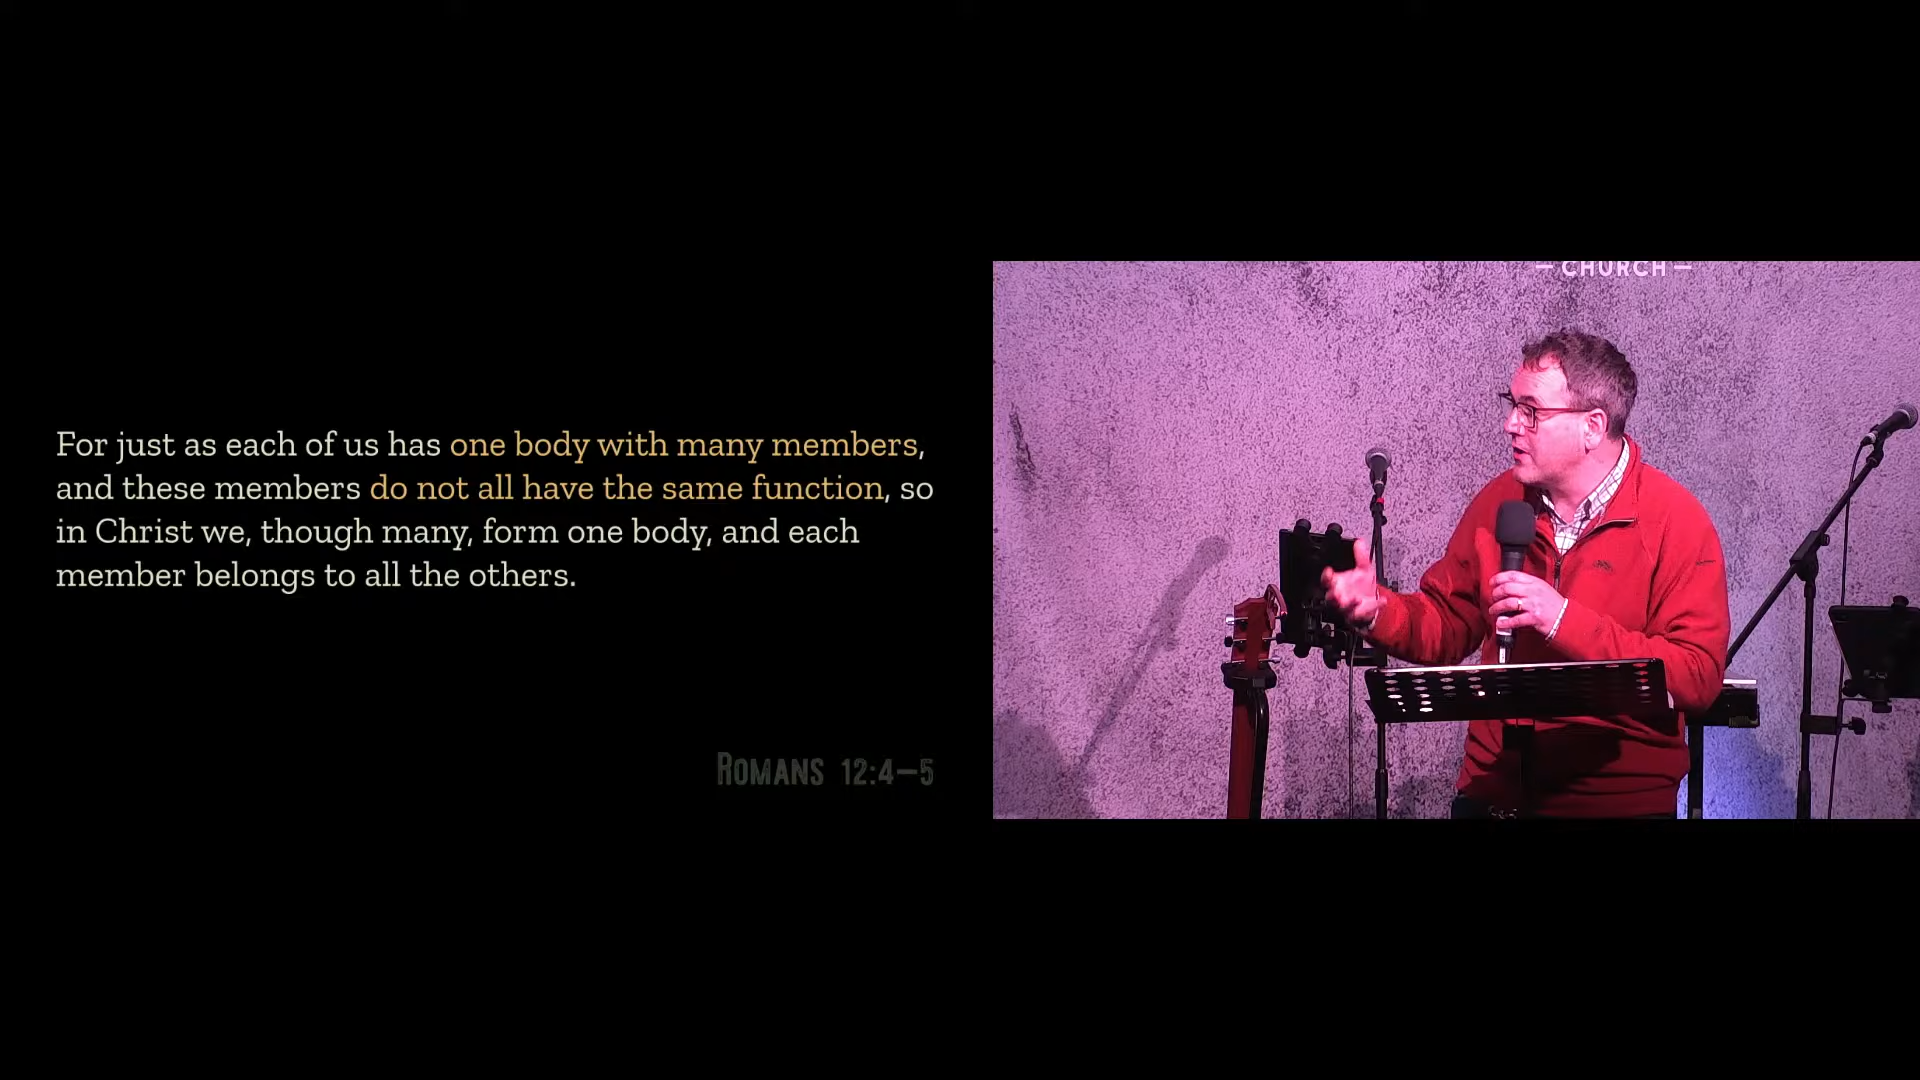 For just as each of us has one body with many members,
and these members do not all have the same function, so
in Christ we, though many, form one body, and each
member belongs to all the others.
Romans 12:4–5
— CHURCH —